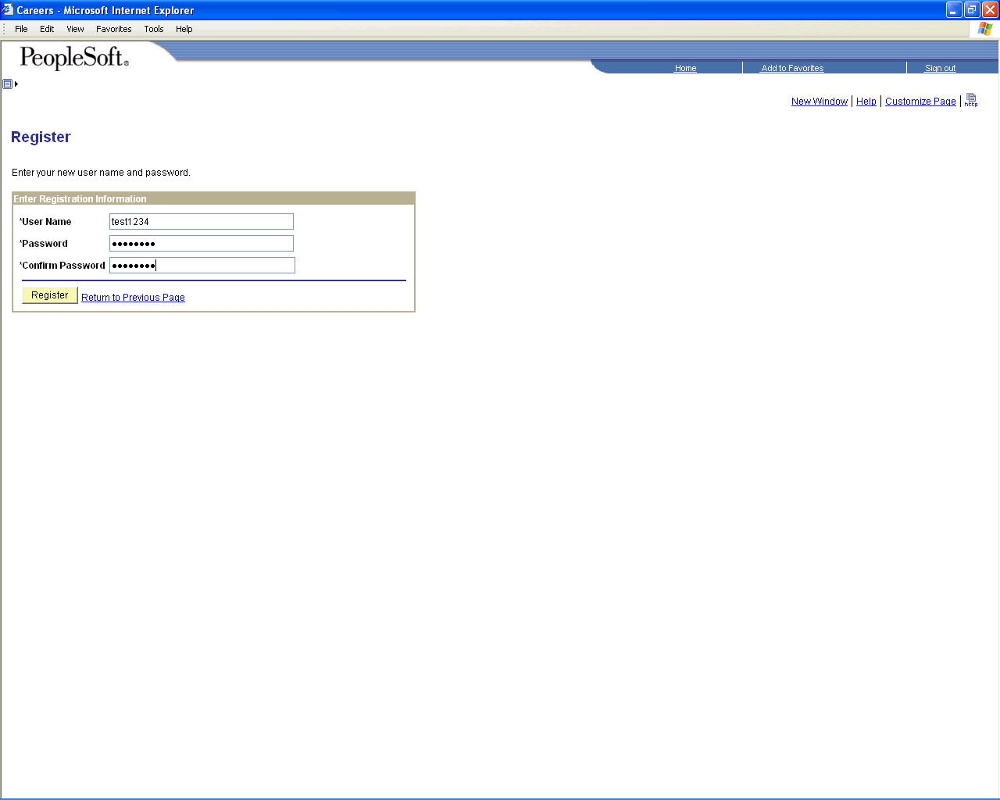 Careers - Microsoft Internet Explorer
File Edit View Favorites Tools Help
PeopleSoft®
Home Add to Favorites Sign out
New Window | Help | Customize Page | http
Register
Enter your new user name and password.
Enter Registration Information
*User Name test1234
*Password ••••••••
*Confirm Password ••••••••
Register Return to Previous Page